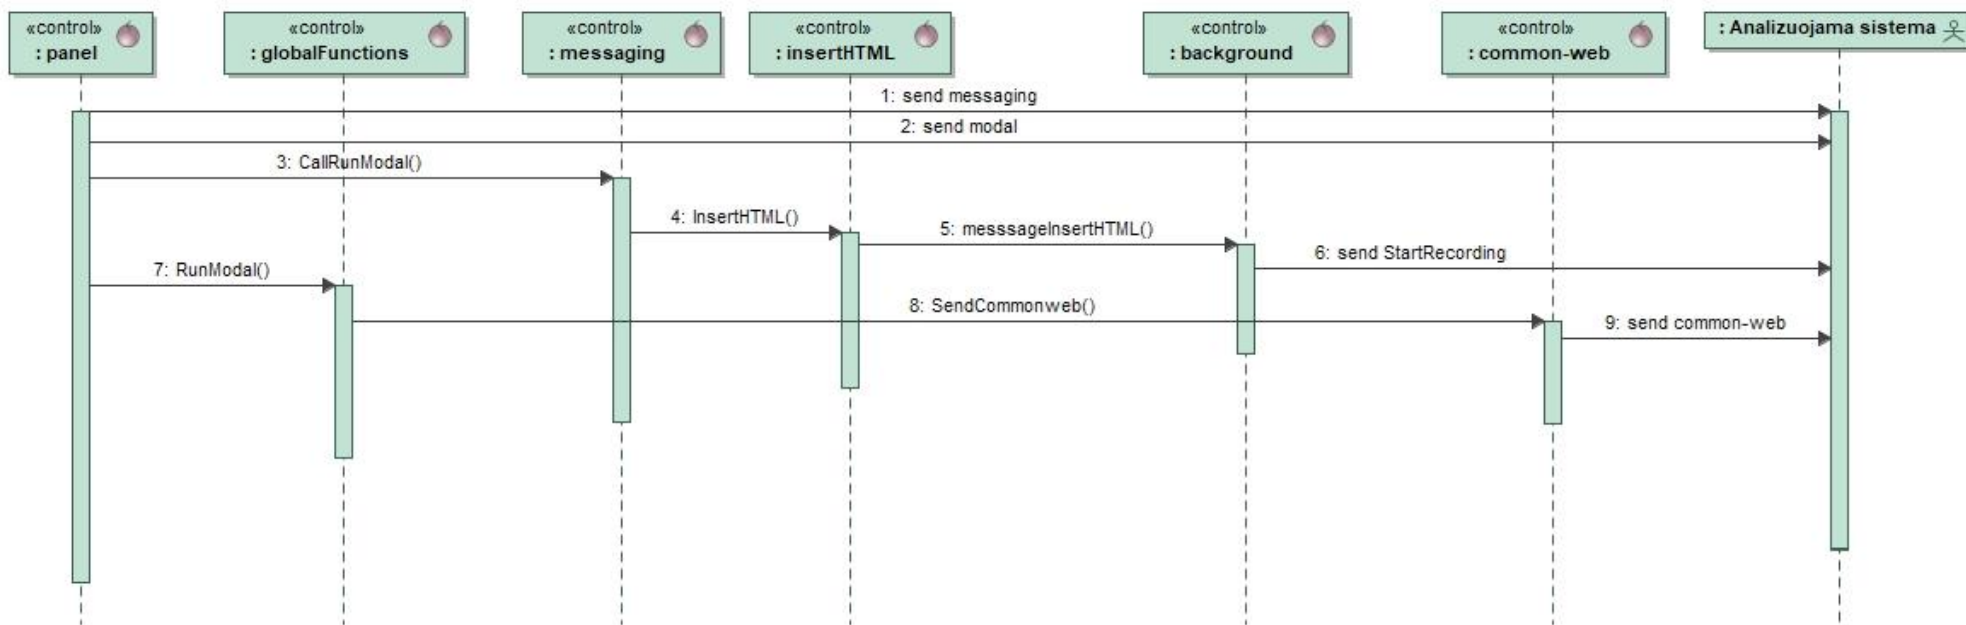 «control»
: panel
«control»
: globalFunctions
«control»
: messaging
«control»
: insertHTML
«control»
: background
«control»
: common-web
: Analizuojama sistema
1: send messaging
2: send modal
3: CallRunModal()
4: InsertHTML()
5: messsageInsertHTML()
6: send StartRecording
7: RunModal()
8: SendCommonweb()
9: send common-web